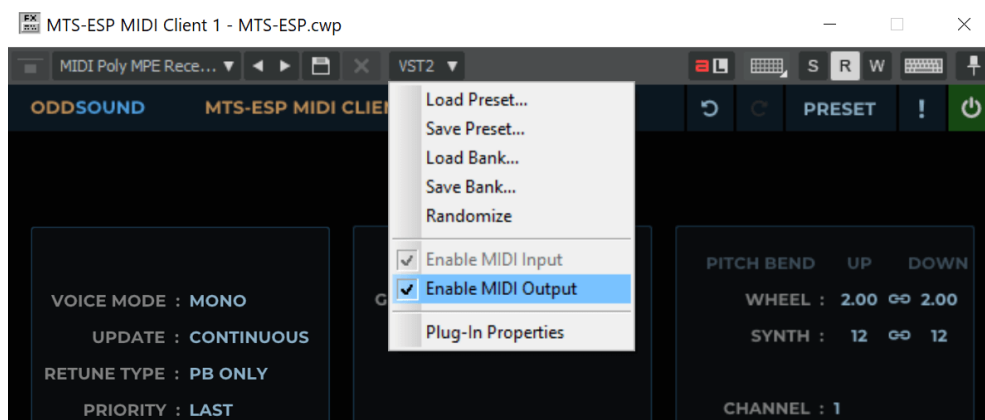 FX
MTS-ESP MIDI Client 1 - MTS-ESP.cwp
MIDI Poly MPE Rece... VST2 a L S R W
ODDSOUND MTS-ESP MIDI CLIE PRESET !
Load Preset...
Save Preset...
Load Bank...
Save Bank...
Randomize
Enable MIDI Input
Enable MIDI Output
Plug-In Properties
VOICE MODE : MONO
UPDATE : CONTINUOUS
RETUNE TYPE : PB ONLY
PRIORITY : LAST
G
PITCH BEND UP DOWN
WHEEL : 2.00 2.00
SYNTH : 12 12
CHANNEL : 1